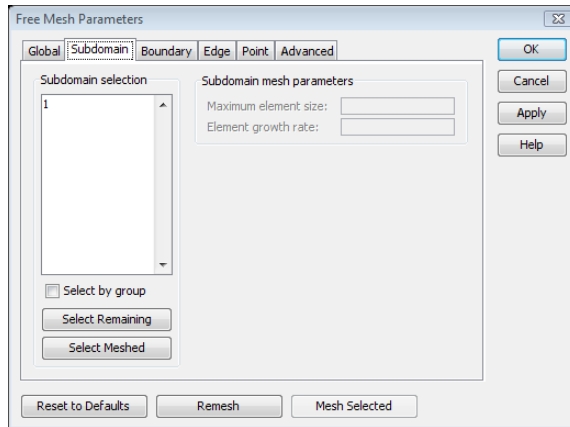 Free Mesh Parameters
Global Subdomain Boundary Edge Point Advanced
Subdomain selection
1
Select by group
Select Remaining
Select Meshed
Subdomain mesh parameters
Maximum element size:
Element growth rate:
OK
Cancel
Apply
Help
Reset to Defaults Remesh Mesh Selected